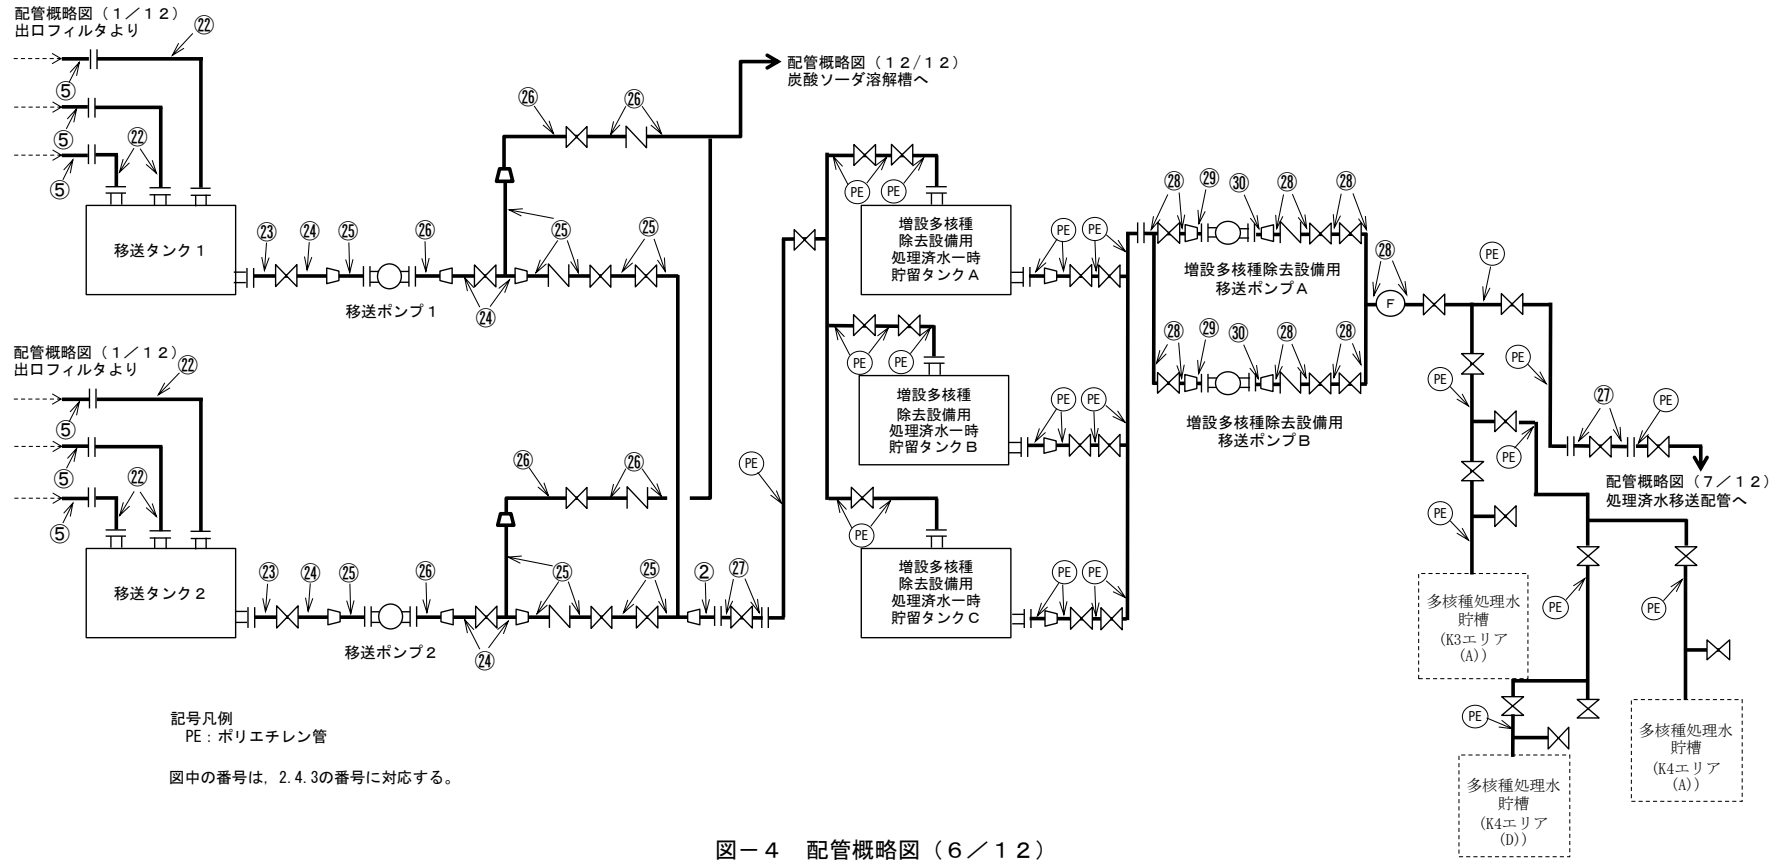 配管概略図（１／１２）
出口フィルタより
㉒
⑤
⑤
㉒
⑤
移送タンク１
㉓
㉔
㉕
㉖
移送ポンプ１
㉔
㉕
㉕
㉖
㉖
配管概略図（１２/１２）
炭酸ソーダ溶解槽へ
配管概略図（１／１２）
出口フィルタより
㉒
⑤
⑤
㉒
⑤
移送タンク２
㉓
㉔
㉕
㉖
移送ポンプ２
㉔
㉕
㉕
㉖
㉖
②
㉗
PE
PE
PE
増設多核種
除去設備用
処理済水一時
貯留タンクA
PE
PE
PE
PE
増設多核種
除去設備用
処理済水一時
貯留タンクB
PE
PE
PE
増設多核種
除去設備用
処理済水一時
貯留タンクC
PE
PE
㉘
㉙
㉚
㉘
㉘
増設多核種除去設備用
移送ポンプA
㉘
㉙
㉚
㉘
㉘
増設多核種除去設備用
移送ポンプB
㉘
F
PE
PE
PE
PE
㉗
PE
配管概略図（７/１２）
処理済水移送配管へ
PE
PE
PE
PE
多核種処理水
貯槽
(K3エリア
(A))
多核種処理水
貯槽
(K4エリア
(D))
多核種処理水
貯槽
(K4エリア
(A))
記号凡例
PE：ポリエチレン管
図中の番号は，2.4.3の番号に対応する。
図－４　配管概略図（６／１２）